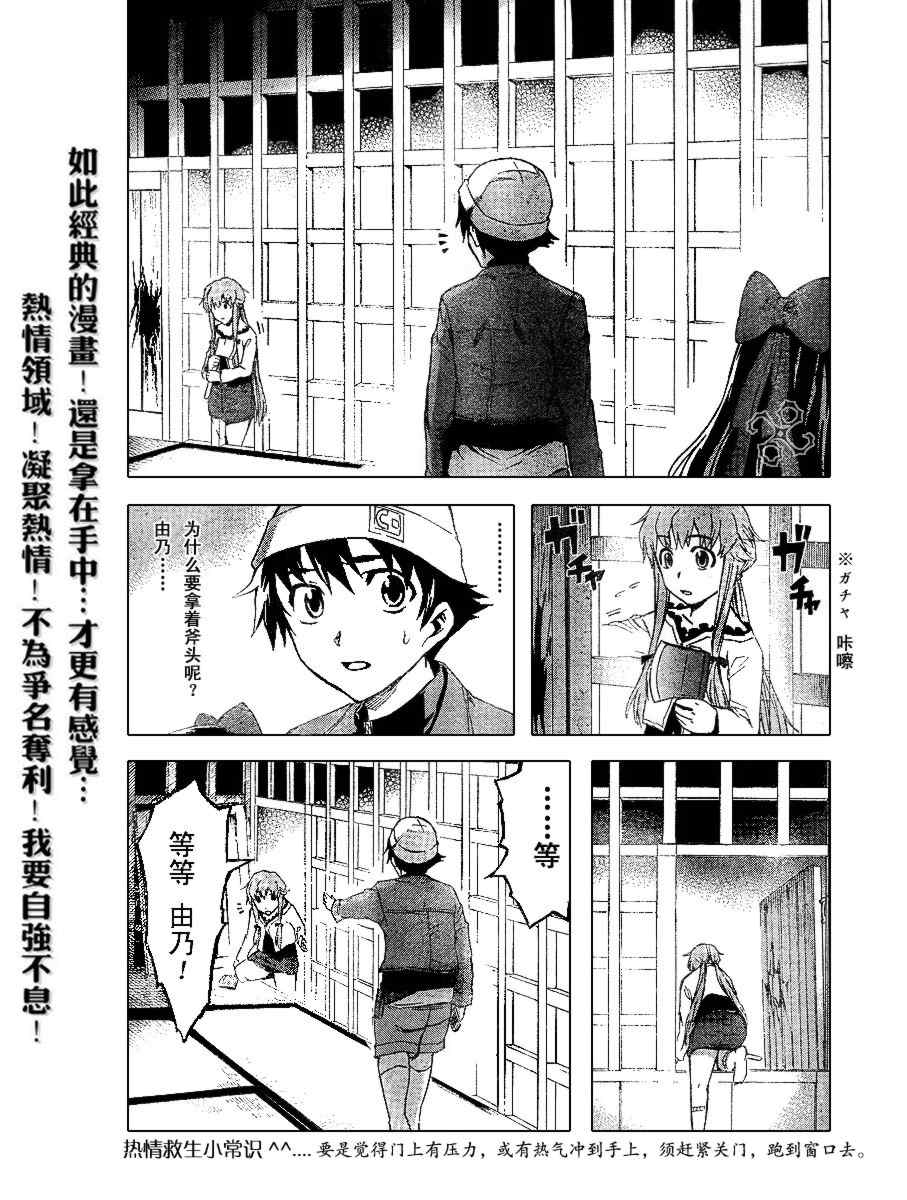 如此經典的漫畫！還是拿在手中…才更有感覺…
熱情領域！凝聚熱情！不為爭名奪利！我要自強不息！
※ガチャ 咔嚓
ガチャ
ガチャ
………
为什么要拿着斧头呢？
由乃……
……等
等等 由乃！
热情救生小常识 ^^.... 要是觉得门上有压力，或有热气冲到手上，须赶紧关门，跑到窗口去。